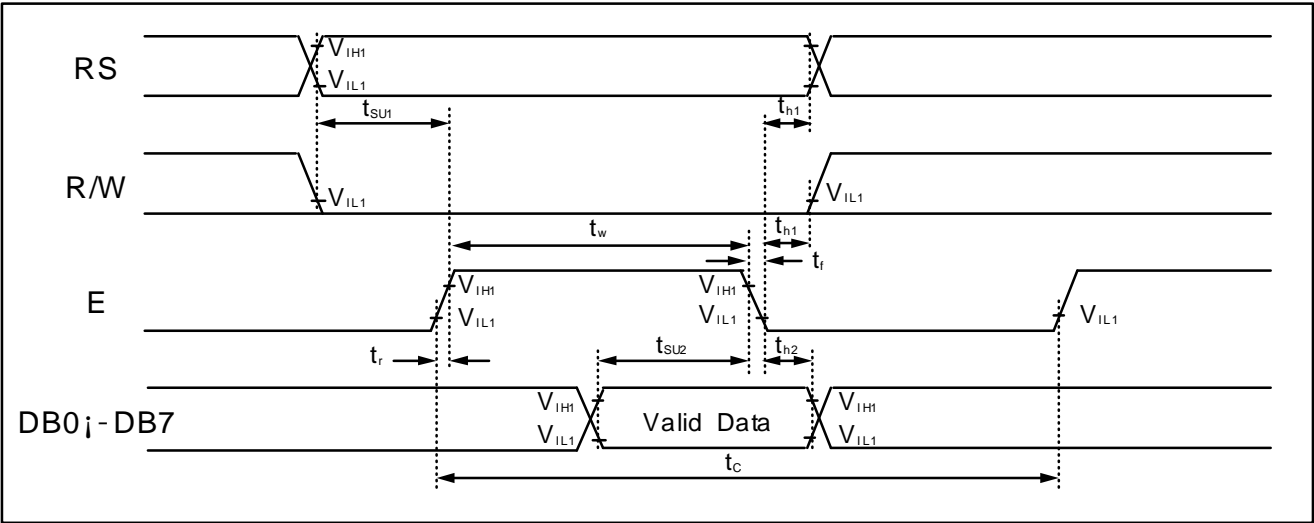 RS
VIH1
VIL1
tSU1
th1
R/W
VIL1
VIL1
tw
th1
tf
E
VIH1
VIL1
VIH1
VIL1
VIL1
tr
tSU2
th2
DB0¡-DB7
VIH1
VIL1
Valid Data
VIH1
VIL1
tC